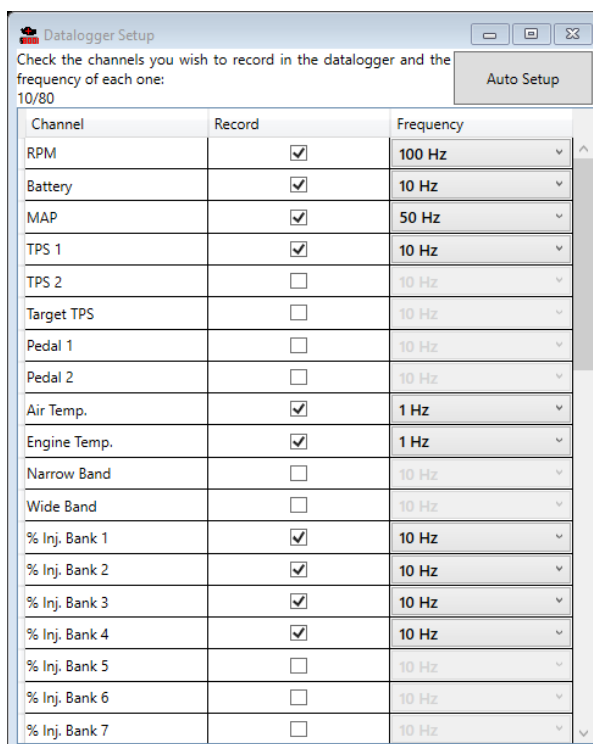 Datalogger Setup
Check the channels you wish to record in the datalogger and the
frequency of each one:
10/80
Auto Setup
Channel Record Frequency
RPM 100 Hz
Battery 10 Hz
MAP 50 Hz
TPS 1 10 Hz
TPS 2 10 Hz
Target TPS 10 Hz
Pedal 1 10 Hz
Pedal 2 10 Hz
Air Temp. 1 Hz
Engine Temp. 1 Hz
Narrow Band 10 Hz
Wide Band 10 Hz
% Inj. Bank 1 10 Hz
% Inj. Bank 2 10 Hz
% Inj. Bank 3 10 Hz
% Inj. Bank 4 10 Hz
% Inj. Bank 5 10 Hz
% Inj. Bank 6 10 Hz
% Inj. Bank 7 10 Hz